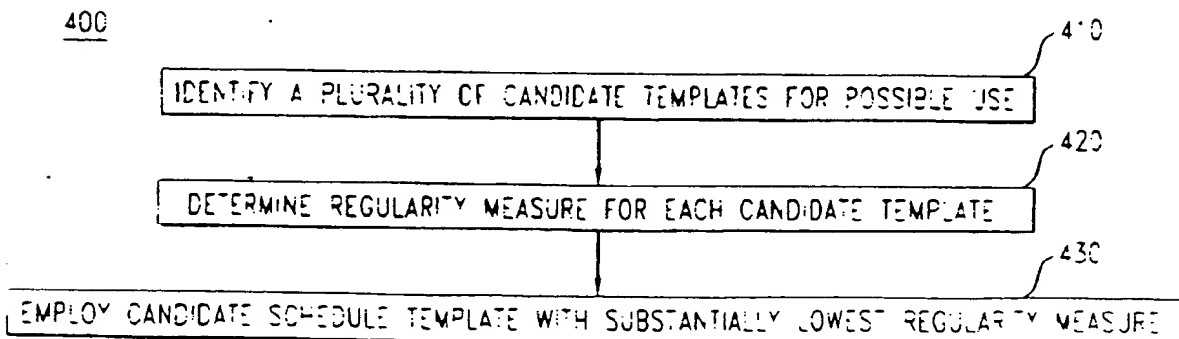 400
410
IDENTIFY A PLURALITY OF CANDIDATE TEMPLATES FOR POSSIBLE USE
420
DETERMINE REGULARITY MEASURE FOR EACH CANDIDATE TEMPLATE
430
EMPLOY CANDIDATE SCHEDULE TEMPLATE WITH SUBSTANTIALLY LOWEST REGULARITY MEASURE